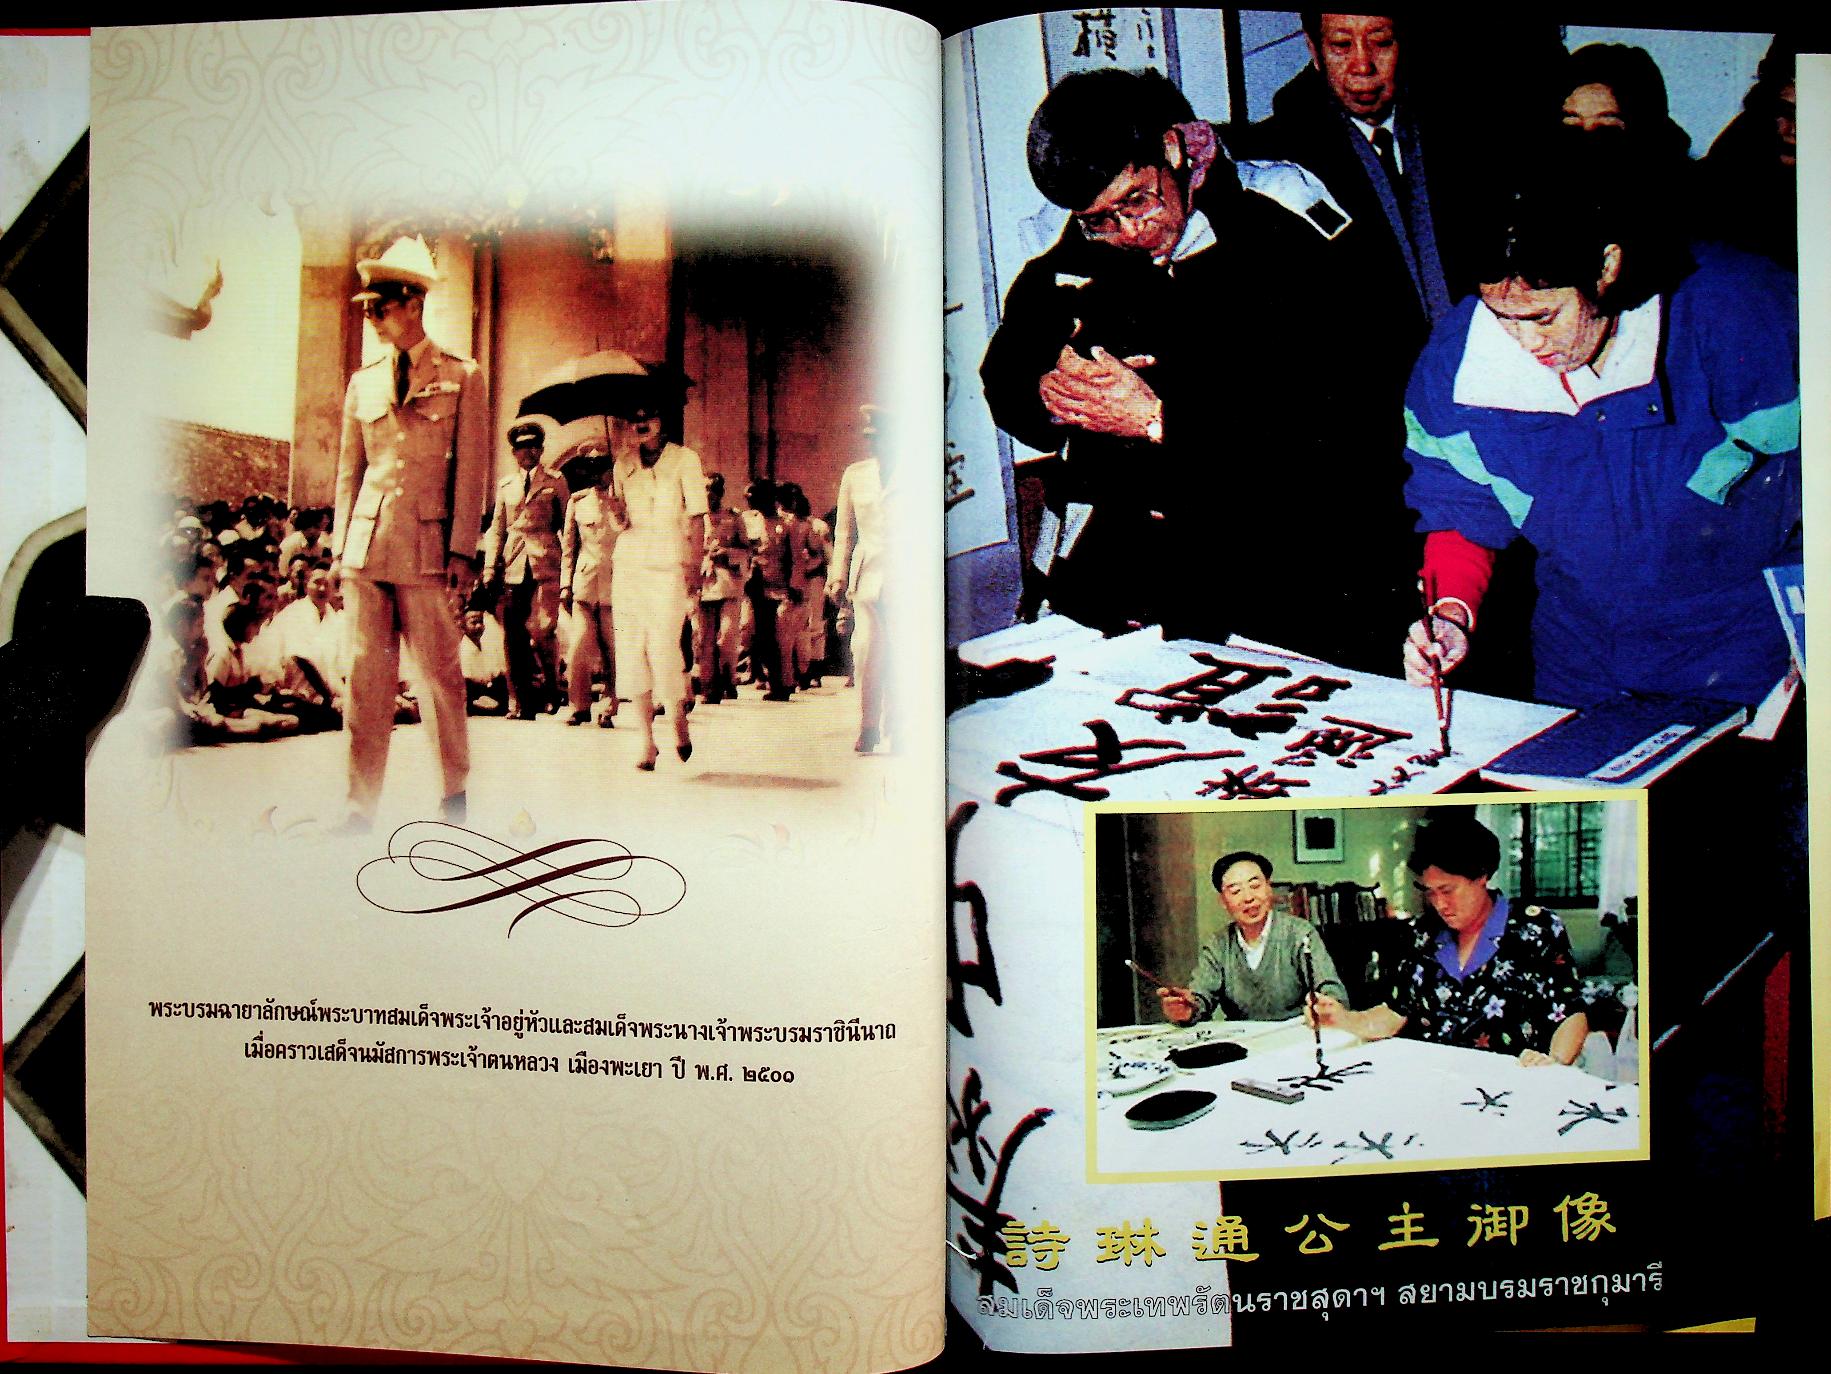 พระบรมฉายาลักษณ์พระบาทสมเด็จพระเจ้าอยู่หัวและสมเด็จพระนางเจ้าพระบรมราชินีนาถ
เมื่อคราวเสด็จนมัสการพระเจ้าตนหลวง เมืองพะเยา ปี พ.ศ. ๒๕๐๑
詩琳通公主御像
สมเด็จพระเทพรัตนราชสุดาฯ สยามบรมราชกุมารี